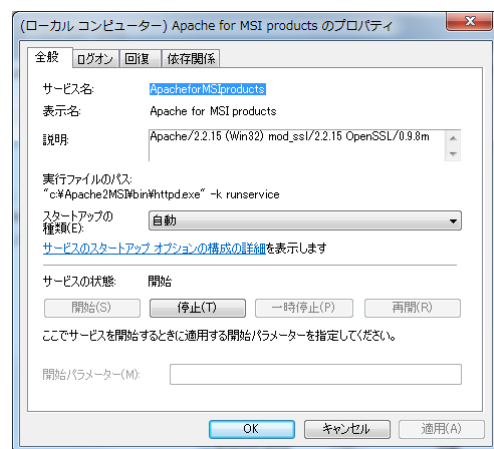 (ローカル コンピューター) Apache for MSI products のプロパティ
全般 ログオン 回復 依存関係
サービス名: ApacheforMSIproducts
表示名: Apache for MSI products
説明: Apache/2.2.15 (Win32) mod_ssl/2.2.15 OpenSSL/0.9.8m
実行ファイルのパス:
"c:¥Apache2MSI¥bin¥httpd.exe" -k runservice
スタートアップの
種類(E): 自動
サービスのスタートアップ オプションの構成の詳細を表示します
サービスの状態: 開始
開始(S) 停止(T) 一時停止(P) 再開(R)
ここでサービスを開始するときに適用する開始パラメーターを指定してください。
開始パラメーター(M):
OK キャンセル 適用(A)